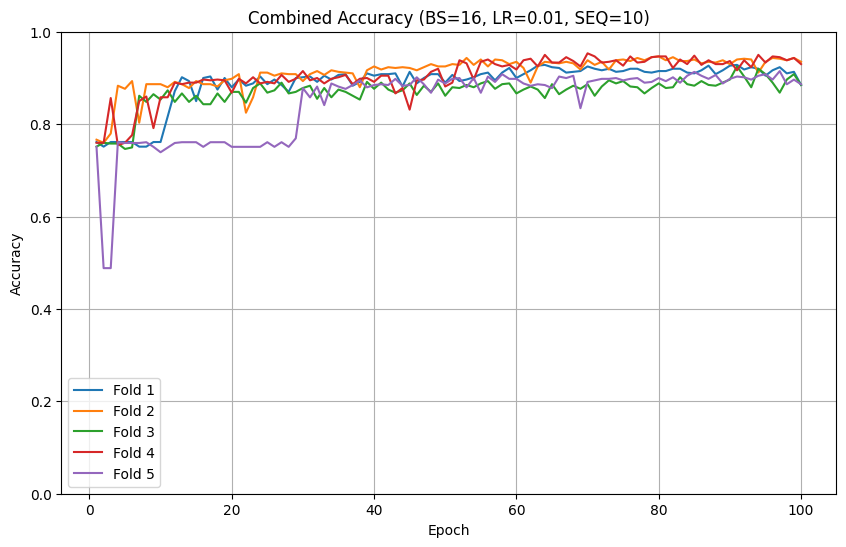 Combined Accuracy (BS=16, LR=0.01, SEQ=10)
1.0
0.8
0.6
0.4
0.2
0.0
Accuracy
Fold 1
Fold 2
Fold 3
Fold 4
Fold 5
0 20 40 60 80 100
Epoch